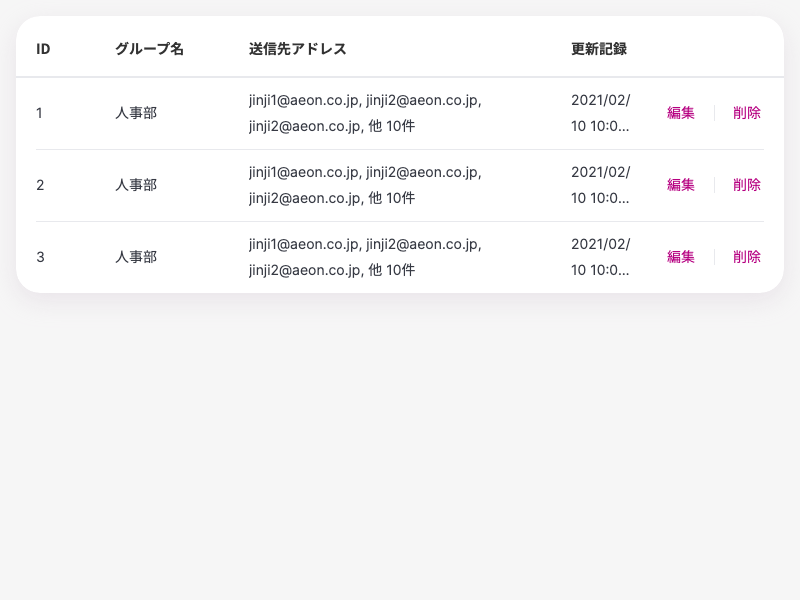 ID グループ名 送信先アドレス 更新記録
1 人事部 jinji1@aeon.co.jp, jinji2@aeon.co.jp, jinji2@aeon.co.jp, 他 10件 2021/02/10 10:0... 編集 削除
2 人事部 jinji1@aeon.co.jp, jinji2@aeon.co.jp, jinji2@aeon.co.jp, 他 10件 2021/02/10 10:0... 編集 削除
3 人事部 jinji1@aeon.co.jp, jinji2@aeon.co.jp, jinji2@aeon.co.jp, 他 10件 2021/02/10 10:0... 編集 削除